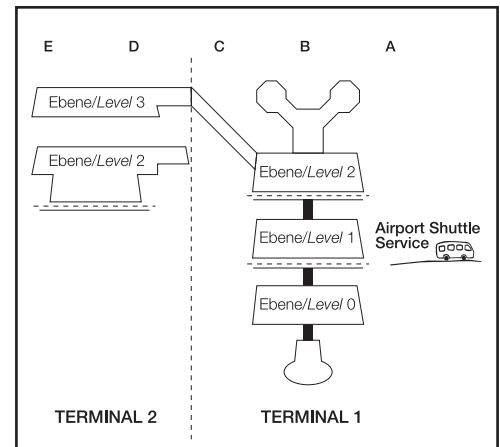 E D C B A
Ebene/Level 3
Ebene/Level 2
Ebene/Level 2
Ebene/Level 1
Airport Shuttle
Service
Ebene/Level 0
TERMINAL 2 TERMINAL 1